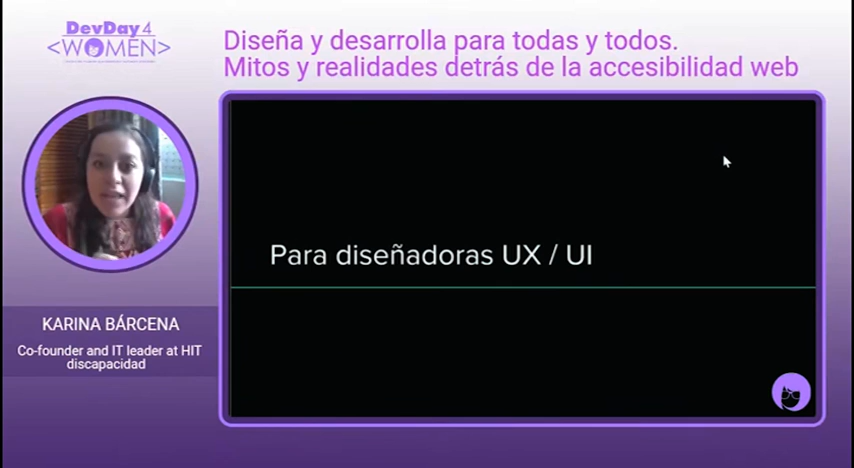 DevDay4
<WOMEN>
Diseña y desarrolla para todas y todos.
Mitos y realidades detrás de la accesibilidad web
Para diseñadoras UX / UI
KARINA BÁRCENA
Co-founder and IT leader at HIT
discapacidad